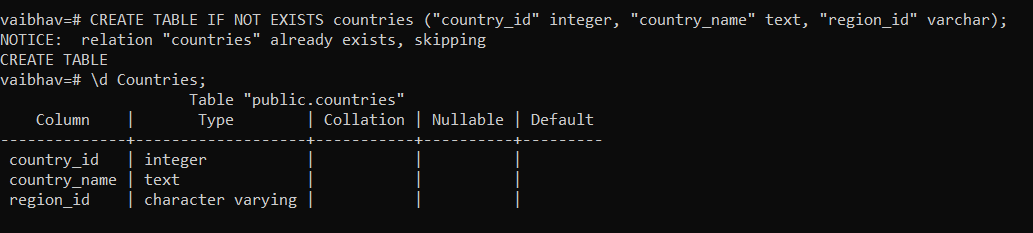 vaibhav=# CREATE TABLE IF NOT EXISTS countries ("country_id" integer, "country_name" text, "region_id" varchar);
NOTICE:  relation "countries" already exists, skipping
CREATE TABLE
vaibhav=# \d Countries;
                    Table "public.countries"
    Column    |       Type        | Collation | Nullable | Default
--------------+-------------------+-----------+----------+---------
 country_id   | integer           |           |          |
 country_name | text              |           |          |
 region_id    | character varying |           |          |